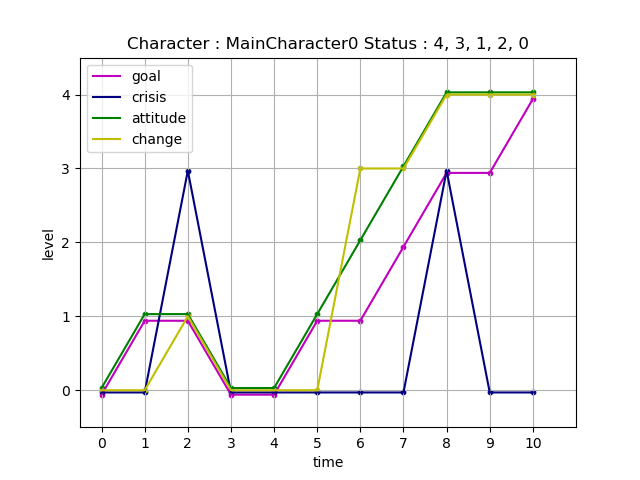 Character : MainCharacter0 Status : 4, 3, 1, 2, 0
goal
crisis
attitude
change
level
4
3
2
1
0
0 1 2 3 4 5 6 7 8 9 10
time